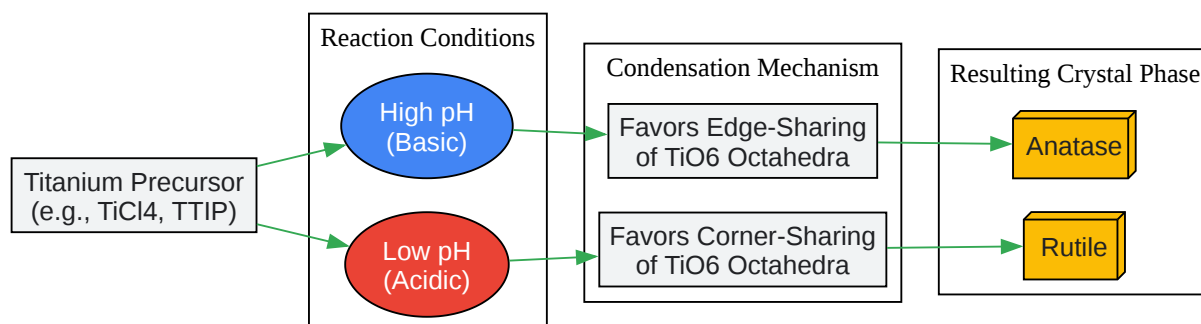 Reaction Conditions
Condensation Mechanism
Resulting Crystal Phase
Titanium Precursor
(e.g., TiCl4, TTIP)
High pH
(Basic)
Favors Edge-Sharing
of TiO6 Octahedra
Anatase
Low pH
(Acidic)
Favors Corner-Sharing
of TiO6 Octahedra
Rutile